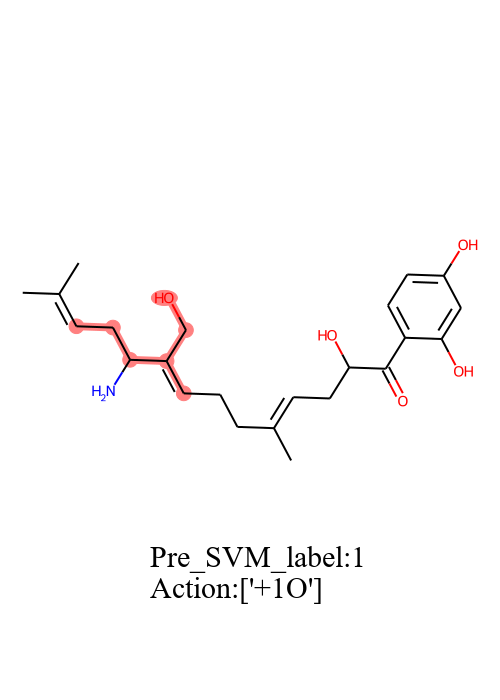 OH
HO
HO
OH
H2N
O
Pre_SVM_label:1
Action:['+1O']